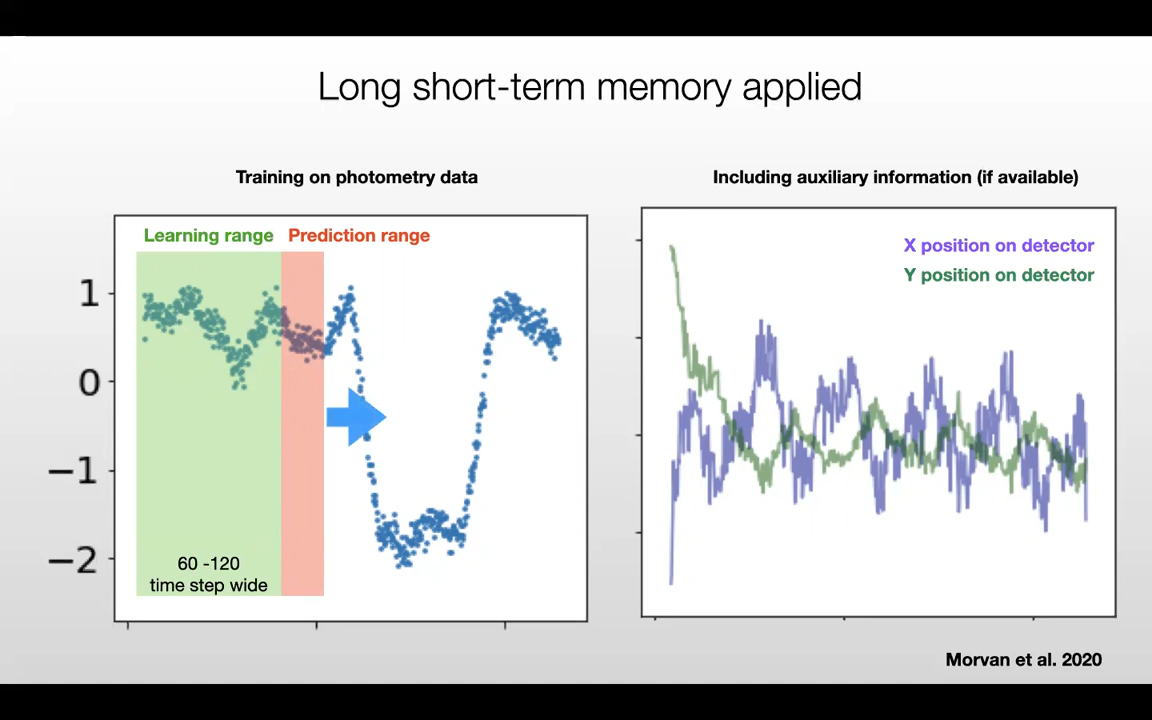 Long short-term memory applied
Training on photometry data
Learning range
Prediction range
1
0
−1
−2
60 -120
time step wide
Including auxiliary information (if available)
X position on detector
Y position on detector
Morvan et al. 2020